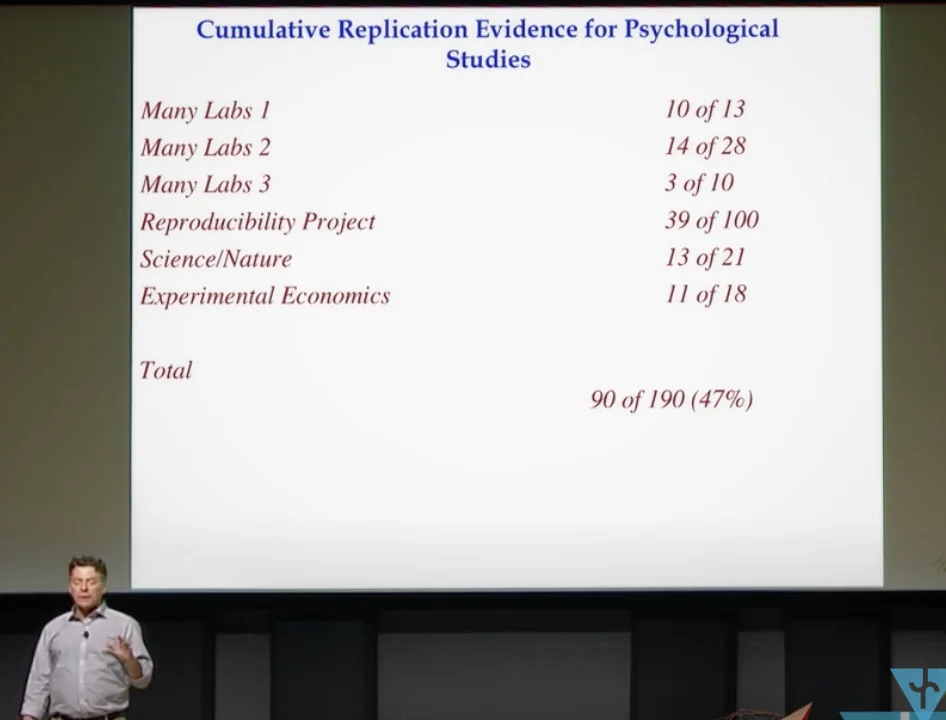 Cumulative Replication Evidence for Psychological
Studies
Many Labs 1 10 of 13
Many Labs 2 14 of 28
Many Labs 3 3 of 10
Reproducibility Project 39 of 100
Science/Nature 13 of 21
Experimental Economics 11 of 18
Total
90 of 190 (47%)